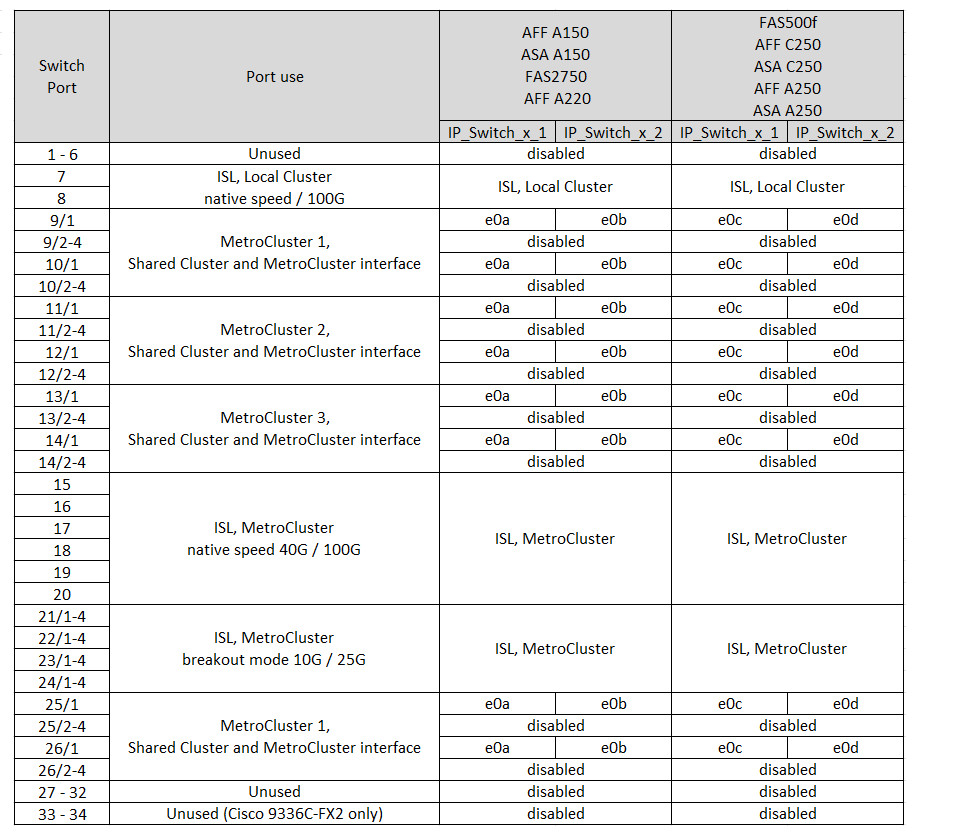 Switch Port
Port use
AFF A150
ASA A150
FAS2750
AFF A220
FAS500f
AFF C250
ASA C250
AFF A250
ASA A250
IP_Switch_x_1 IP_Switch_x_2 IP_Switch_x_1 IP_Switch_x_2
1 - 6 Unused disabled disabled
7 ISL, Local Cluster
ISL, Local Cluster ISL, Local Cluster
8 native speed / 100G
9/1 e0a e0b e0c e0d
9/2-4 MetroCluster 1, disabled disabled
10/1 Shared Cluster and MetroCluster interface e0a e0b e0c e0d
10/2-4 disabled disabled
11/1 e0a e0b e0c e0d
11/2-4 MetroCluster 2, disabled disabled
12/1 Shared Cluster and MetroCluster interface e0a e0b e0c e0d
12/2-4 disabled disabled
13/1 e0a e0b e0c e0d
13/2-4 MetroCluster 3, disabled disabled
14/1 Shared Cluster and MetroCluster interface e0a e0b e0c e0d
14/2-4 disabled disabled
15
16
17 ISL, MetroCluster
ISL, MetroCluster ISL, MetroCluster
18 native speed 40G / 100G
19
20
21/1-4
22/1-4 ISL, MetroCluster
ISL, MetroCluster ISL, MetroCluster
23/1-4 breakout mode 10G / 25G
24/1-4
25/1 e0a e0b e0c e0d
25/2-4 MetroCluster 1, disabled disabled
26/1 Shared Cluster and MetroCluster interface e0a e0b e0c e0d
26/2-4 disabled disabled
27 - 32 Unused disabled disabled
33 - 34 Unused (Cisco 9336C-FX2 only) disabled disabled